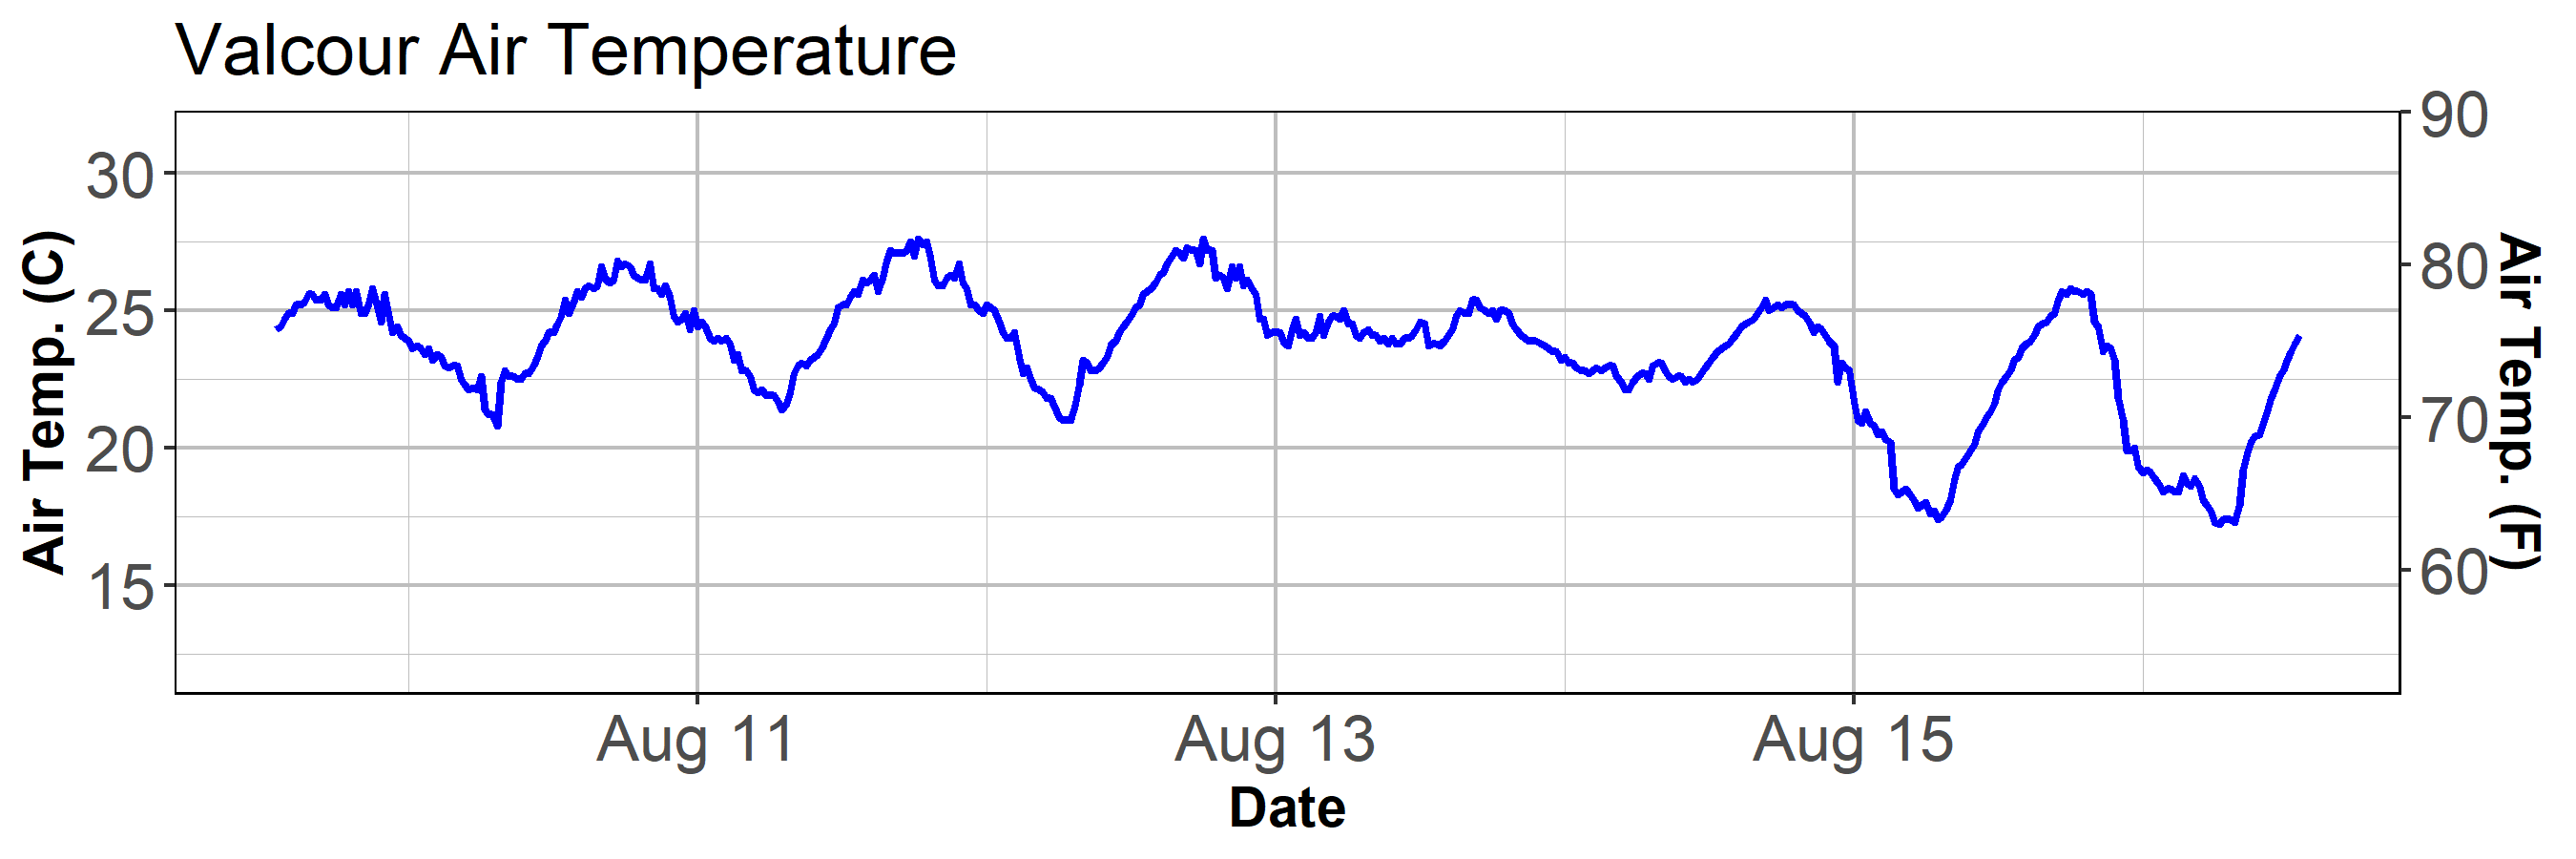 Valcour Air Temperature
Air Temp. (C)
30
25
20
15
90
80
70
60
Air Temp. (F)
Aug 11
Aug 13
Aug 15
Date